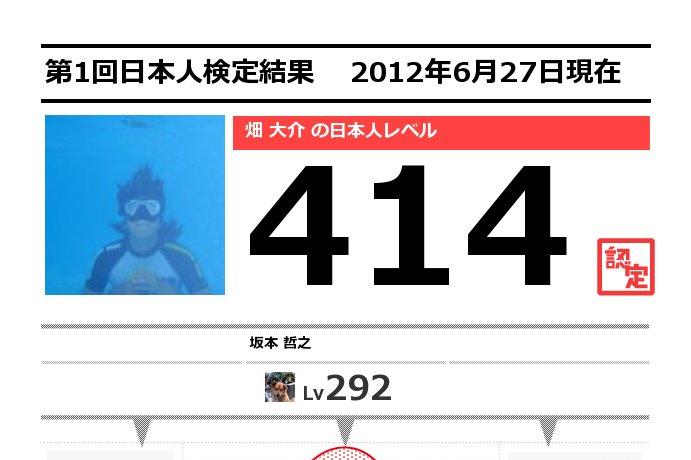 第1回日本人検定結果　2012年6月27日現在
畑 大介 の日本人レベル
414
認定
坂本 哲之
Lv292